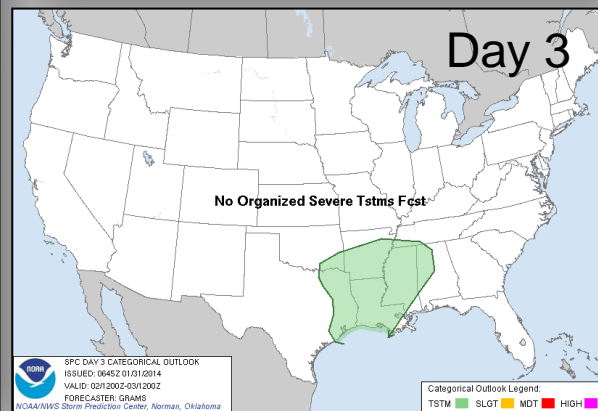 Day 3
No Organized Severe Tstms Fcst
NOAA
SPC DAY 3 CATEGORICAL OUTLOOK
ISSUED: 0645Z 01/31/2014
VALID: 02/1200Z-03/1200Z
FORECASTER: GRAMS
NOAA/NWS Storm Prediction Center, Norman, Oklahoma
Categorical Outlook Legend:
TSTM SLGT MDT HIGH